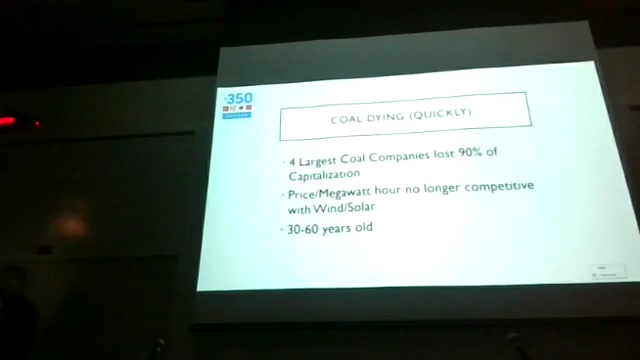 350
COAL DYING (QUICKLY)
· 4 Largest Coal Companies lost 90% of
Capitalization
· Price/Megawatt hour no longer competitive
with Wind/Solar
· 30-60 years old